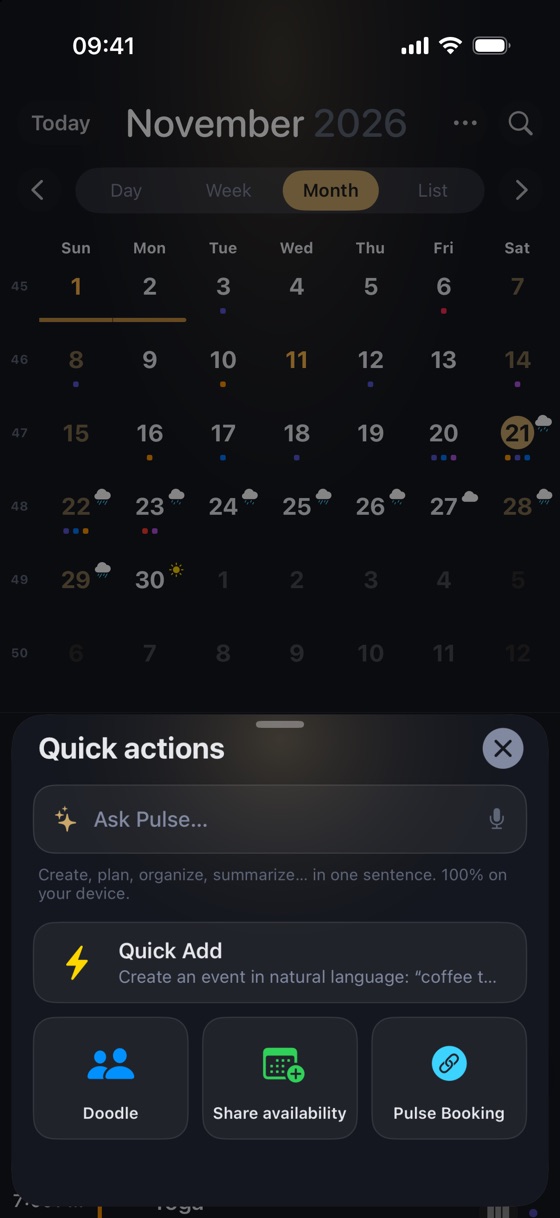 09:41
Today November 2026
Day Week Month List
Sun Mon Tue Wed Thu Fri Sat
45 1 2 3 4 5 6 7
46 8 9 10 11 12 13 14
47 15 16 17 18 19 20 21
48 22 23 24 25 26 27 28
49 29 30 1 2 3 4 5
50 6 7 8 9 10 11 12
Quick actions
Ask Pulse...
Create, plan, organize, summarize... in one sentence. 100% on
your device.
Quick Add
Create an event in natural language: “coffee t...
Doodle Share availability Pulse Booking
Yoga